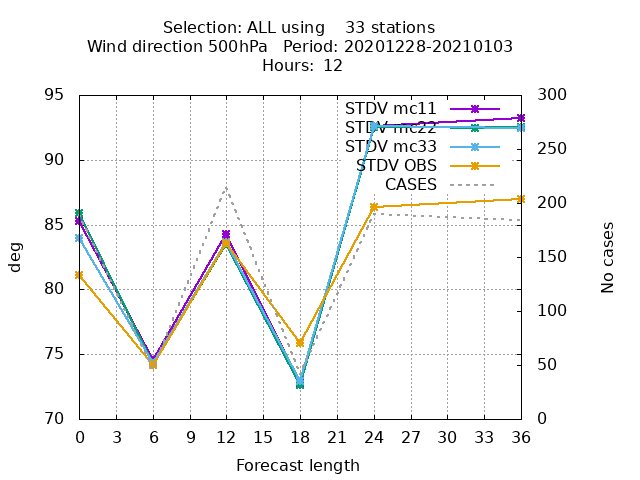 Selection: ALL using    33 stations
Wind direction 500hPa   Period: 20201228-20210103
Hours:  12
95
90
85
80
75
70
300
250
200
150
100
50
0
STDV mc11
STDV mc22
STDV mc33
STDV OBS
CASES
deg
No cases
0 3 6 9 12 15 18 21 24 27 30 33 36
Forecast length